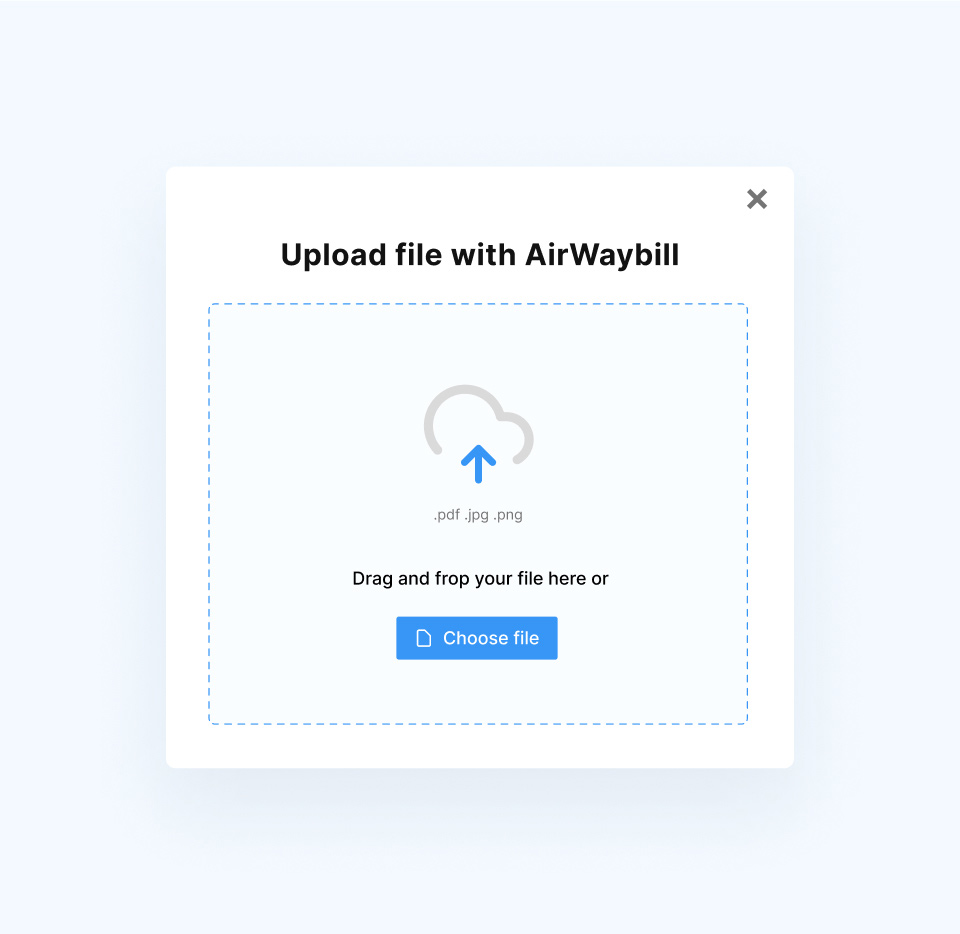 Upload file with AirWaybill
.pdf .jpg .png
Drag and frop your file here or
Choose file